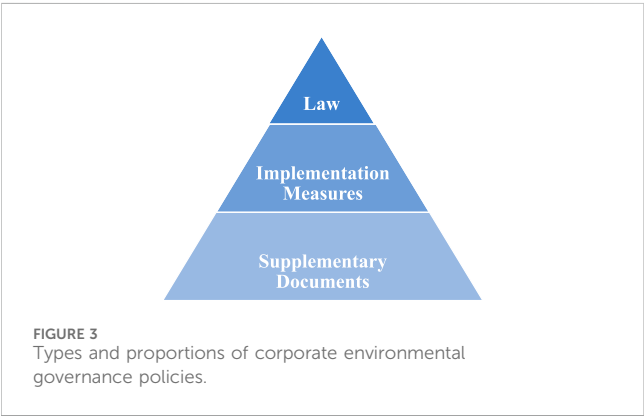 Law
Implementation
Measures
Supplementary
Documents
FIGURE 3
Types and proportions of corporate environmental
governance policies.